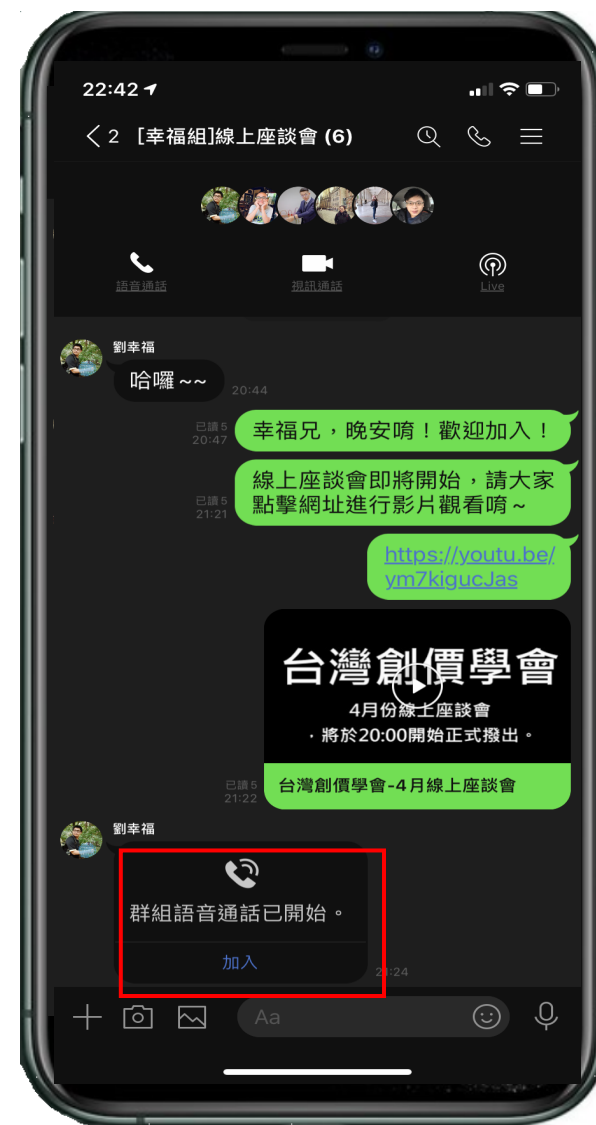 22:42
2 [幸福組]線上座談會 (6)
語音通話
視訊通話
Live
劉幸福
哈囉~~
20:44
已讀 5
20:47
幸福兄，晚安唷！歡迎加入！
線上座談會即將開始，請大家
點擊網址進行影片觀看唷~
已讀 5
21:21
https://youtu.be/
ym7kigucJas
台灣創價學會
4月份線上座談會
．將於20:00開始正式撥出。
台灣創價學會-4月線上座談會
已讀 5
21:22
劉幸福
群組語音通話已開始。
加入
21:24
Aa